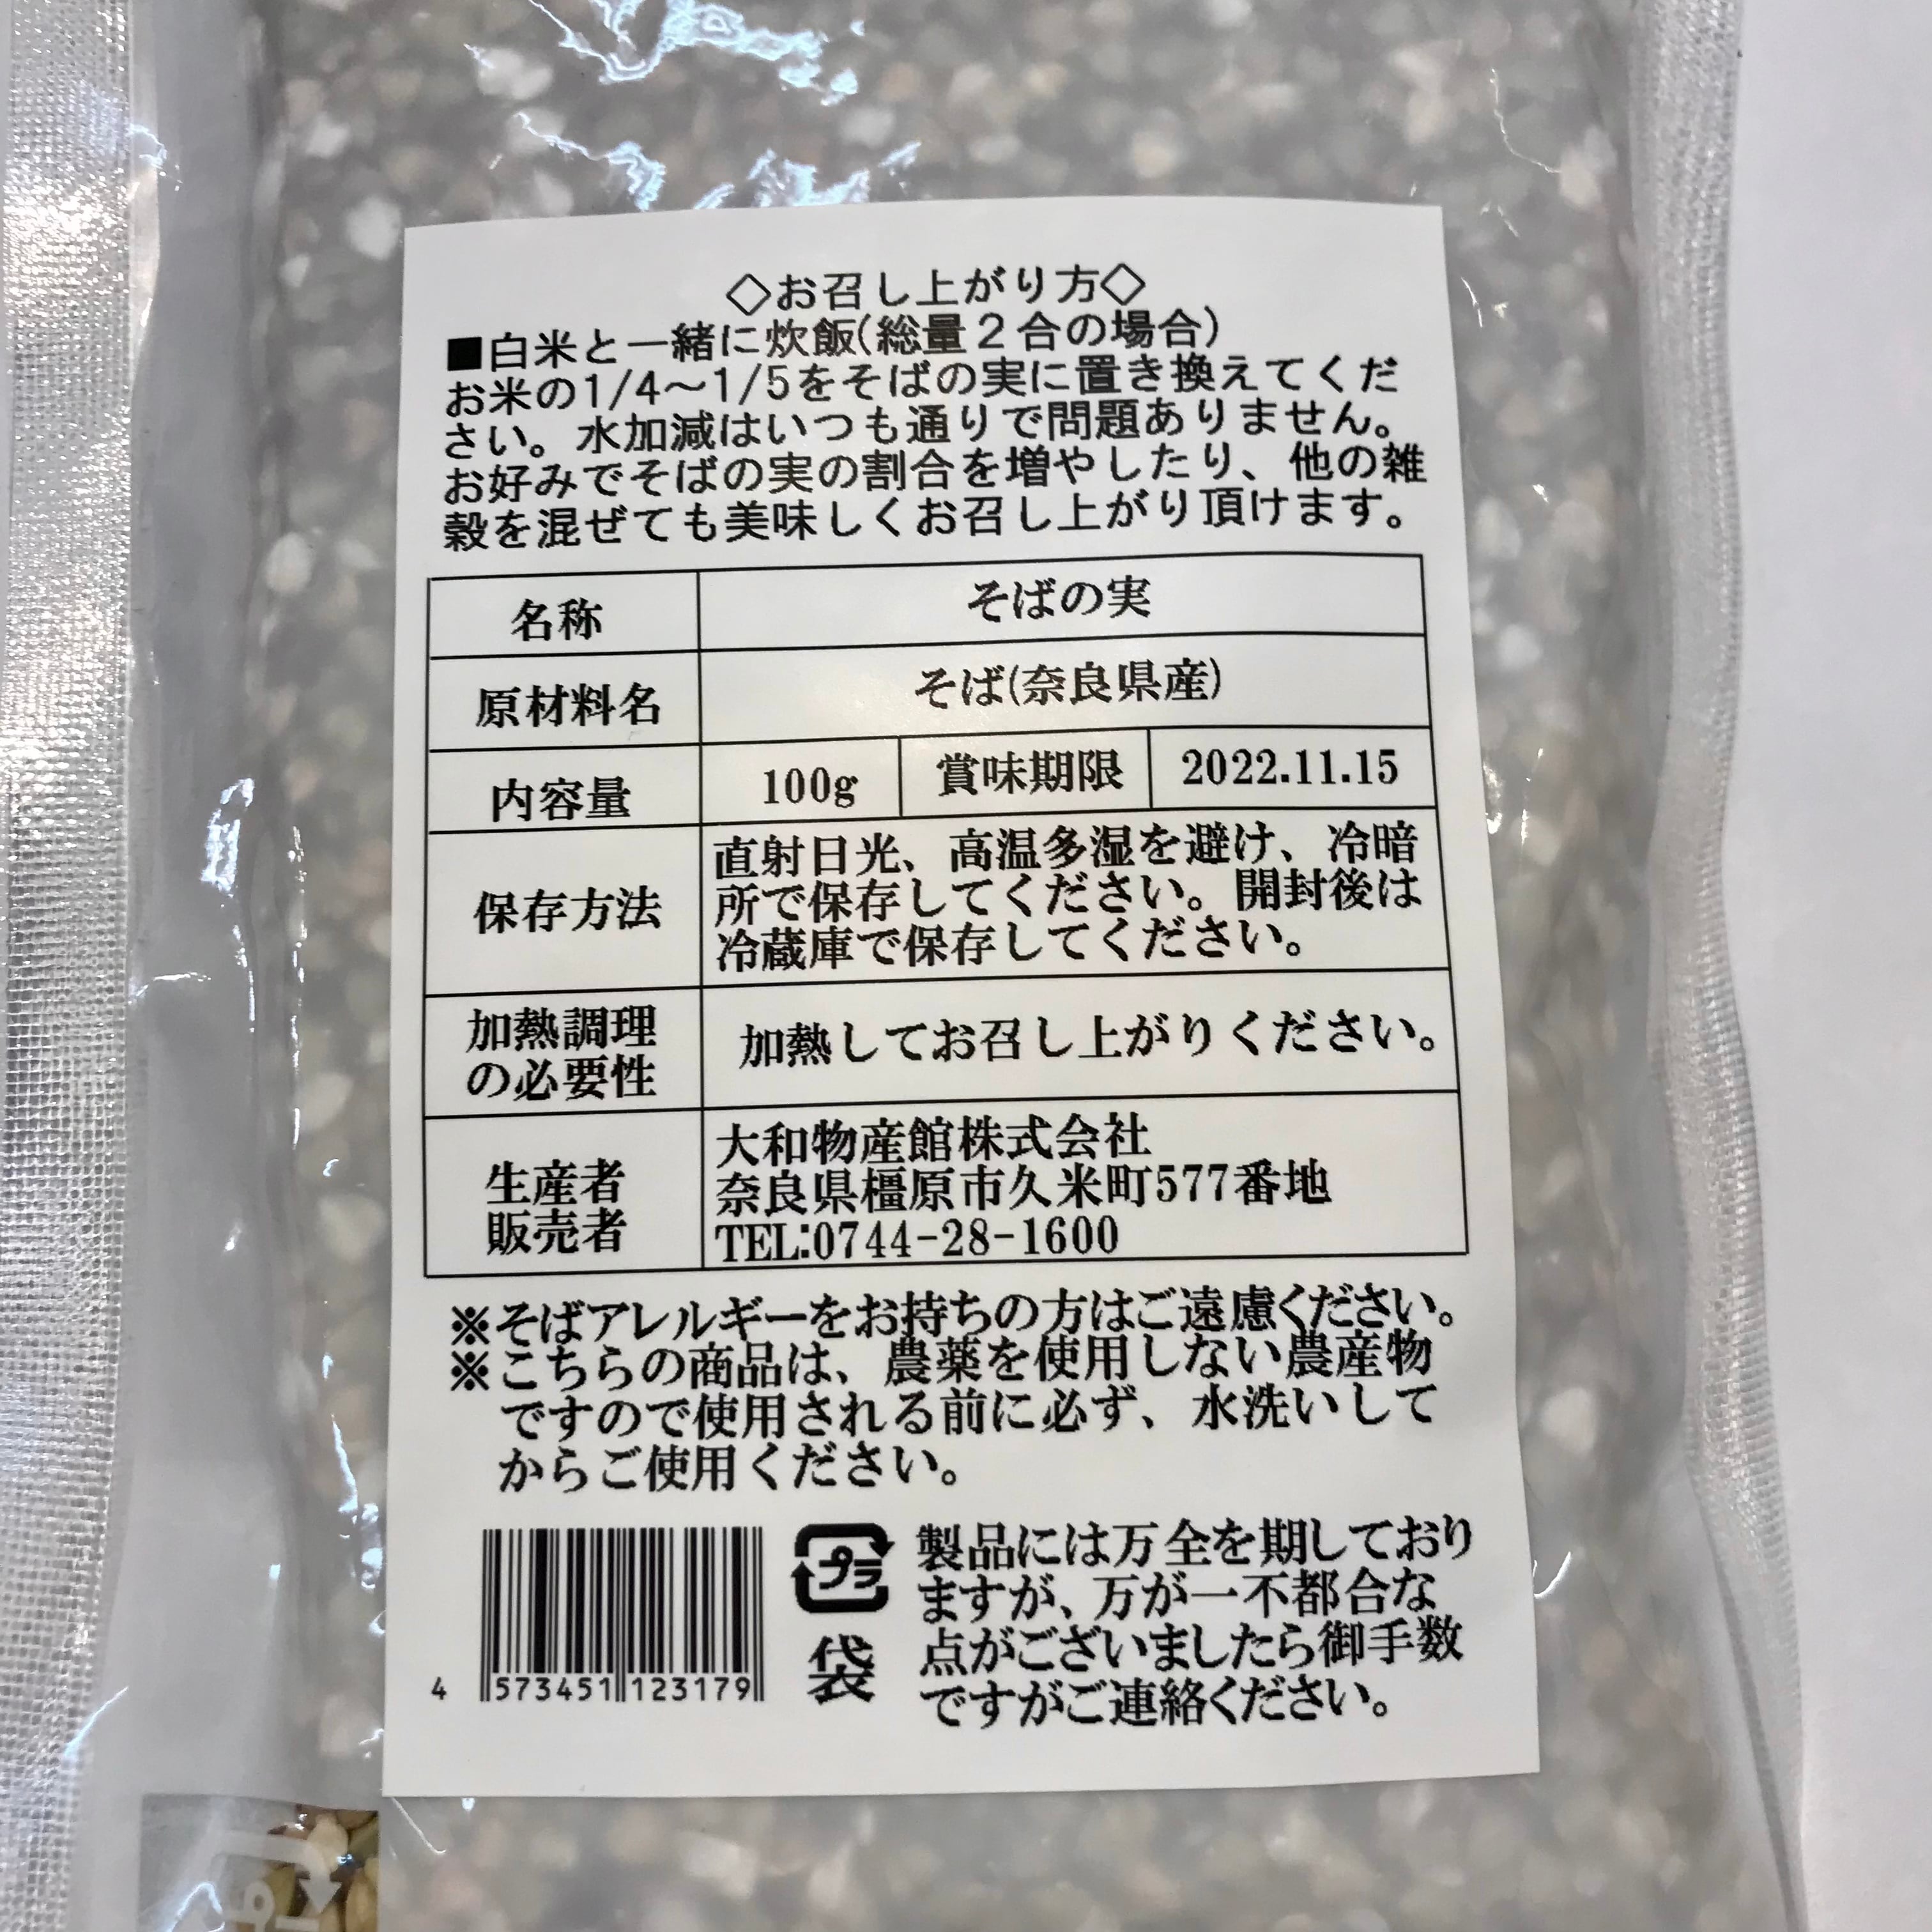 ◇お召し上がり方◇
■白米と一緒に炊飯(総量２合の場合)
お米の1/4～1/5をそばの実に置き換えてくだ
さい。水加減はいつも通りで問題ありません。
お好みでそばの実の割合を増やしたり、他の雑
穀を混ぜても美味しくお召し上がり頂けます。
名称 そばの実
原材料名 そば(奈良県産)
内容量 100g 賞味期限 2022.11.15
保存方法
直射日光、高温多湿を避け、冷暗
所で保存してください。開封後は
冷蔵庫で保存してください。
加熱調理
の必要性
加熱してお召し上がりください。
生産者
販売者
大和物産館株式会社
奈良県橿原市久米町577番地
TEL:0744-28-1600
※そばアレルギーをお持ちの方はご遠慮ください。
※こちらの商品は、農薬を使用しない農産物
ですので使用される前に必ず、水洗いして
からご使用ください。
4 573451 123179
プラ
袋
製品には万全を期しており
ますが、万が一不都合な
点がございましたら御手数
ですがご連絡ください。